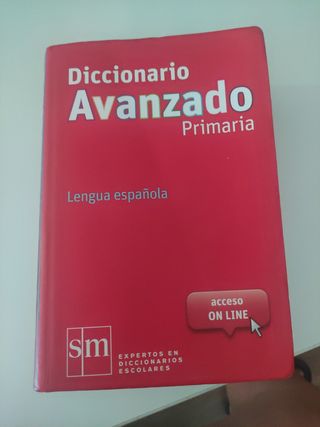 Diccionario
Avanzado
Primaria
Lengua española
acceso
ON LINE
sm
EXPERTOS EN
DICCIONARIOS
ESCOLARES